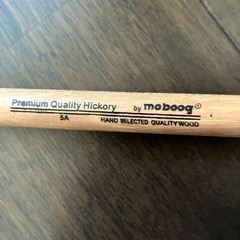 Premium Quality Hickory by moboog®
5A HAND SELECTED QUALITY WOOD